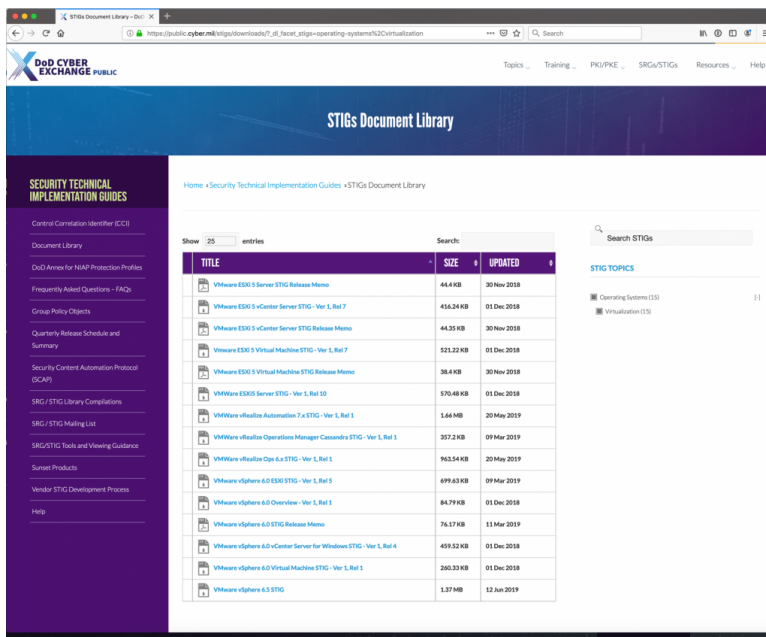 STIGs Document Library – DoD
https://public.cyber.mil/stigs/downloads/?_dl_facet_stigs=operating-systems%2Cvirtualization
Search
DOD CYBER
EXCHANGE PUBLIC
Topics
Training
PKI/PKE
SRGs/STIGs
Resources
Help
STIGs Document Library
SECURITY TECHNICAL
IMPLEMENTATION GUIDES
Control Correlation Identifier (CCI)
Document Library
DoD Annex for NIAP Protection Profiles
Frequently Asked Questions – FAQs
Group Policy Objects
Quarterly Release Schedule and
Summary
Security Content Automation Protocol
(SCAP)
SRG / STIG Library Compilations
SRG / STIG Mailing List
SRG/STIG Tools and Viewing Guidance
Sunset Products
Vendor STIG Development Process
Help
Home » Security Technical Implementation Guides » STIGs Document Library
Show 25 entries
Search:
TITLE SIZE UPDATED
VMware ESXi 5 Server STIG Release Memo 44.4 KB 30 Nov 2018
VMware ESXi 5 vCenter Server STIG - Ver 1, Rel 7 416.24 KB 01 Dec 2018
VMware ESXi 5 vCenter Server STIG Release Memo 44.35 KB 30 Nov 2018
Vmware ESXi 5 Virtual Machine STIG - Ver 1, Rel 7 521.22 KB 01 Dec 2018
VMware ESXi 5 Virtual Machine STIG Release Memo 38.4 KB 30 Nov 2018
VMWare ESXi5 Server STIG - Ver 1, Rel 10 570.48 KB 01 Dec 2018
VMWare vRealize Automation 7.x STIG - Ver 1, Rel 1 1.66 MB 20 May 2019
VMWare vRealize Operations Manager Cassandra STIG - Ver 1, Rel 1 357.2 KB 09 Mar 2019
VMWare vRealize Ops 6.x STIG - Ver 1, Rel 1 963.54 KB 20 May 2019
VMware vSphere 6.0 ESXi STIG - Ver 1, Rel 5 699.63 KB 09 Mar 2019
VMware vSphere 6.0 Overview - Ver 1, Rel 1 84.79 KB 01 Dec 2018
VMware vSphere 6.0 STIG Release Memo 76.17 KB 11 Mar 2019
VMware vSphere 6.0 vCenter Server for Windows STIG - Ver 1, Rel 4 459.52 KB 01 Dec 2018
VMware vSphere 6.0 Virtual Machine STIG - Ver 1, Rel 1 260.33 KB 01 Dec 2018
VMware vSphere 6.5 STIG 1.37 MB 12 Jun 2019
Search STIGs
STIG TOPICS
Operating Systems (15) [-]
Virtualization (15)